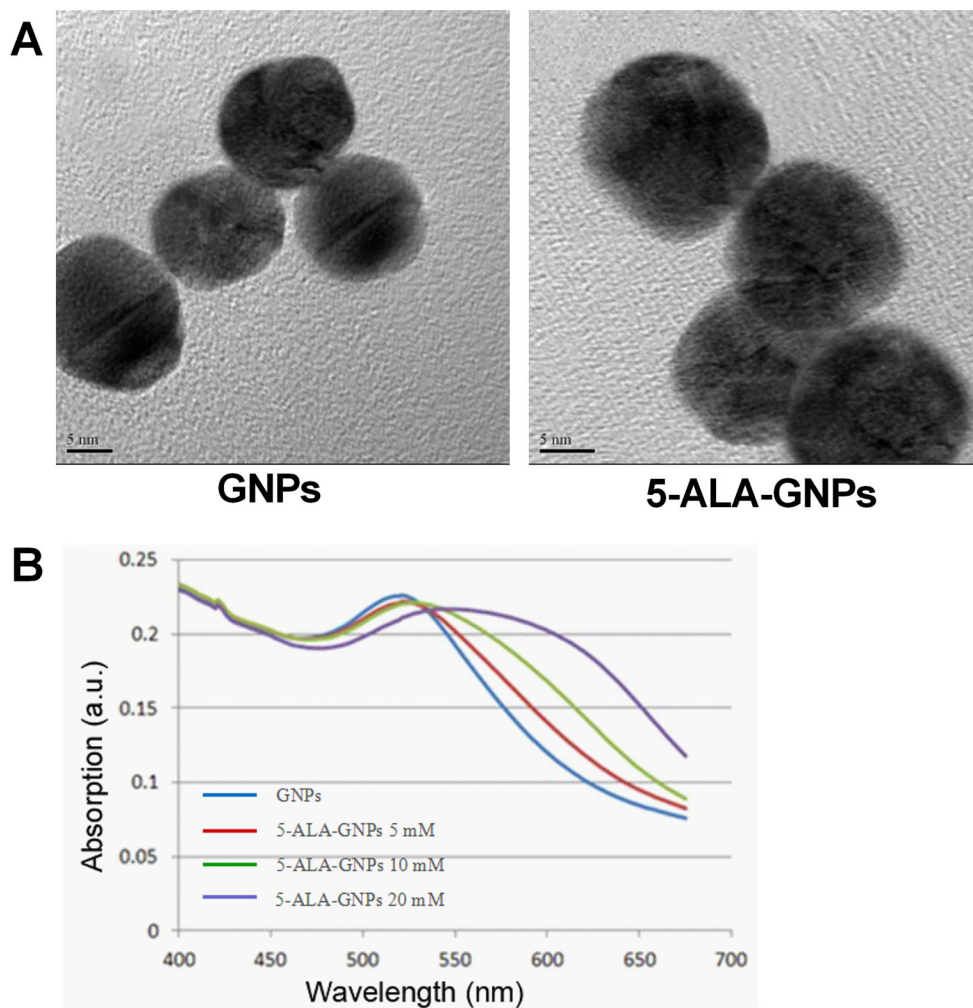 A
5 nm
5 nm
GNPs
5-ALA-GNPs
B
Absorption (a.u.)
0.25
0.2
0.15
0.1
0.05
0
GNPs
5-ALA-GNPs 5 mM
5-ALA-GNPs 10 mM
5-ALA-GNPs 20 mM
400 450 500 550 600 650 700
Wavelength (nm)